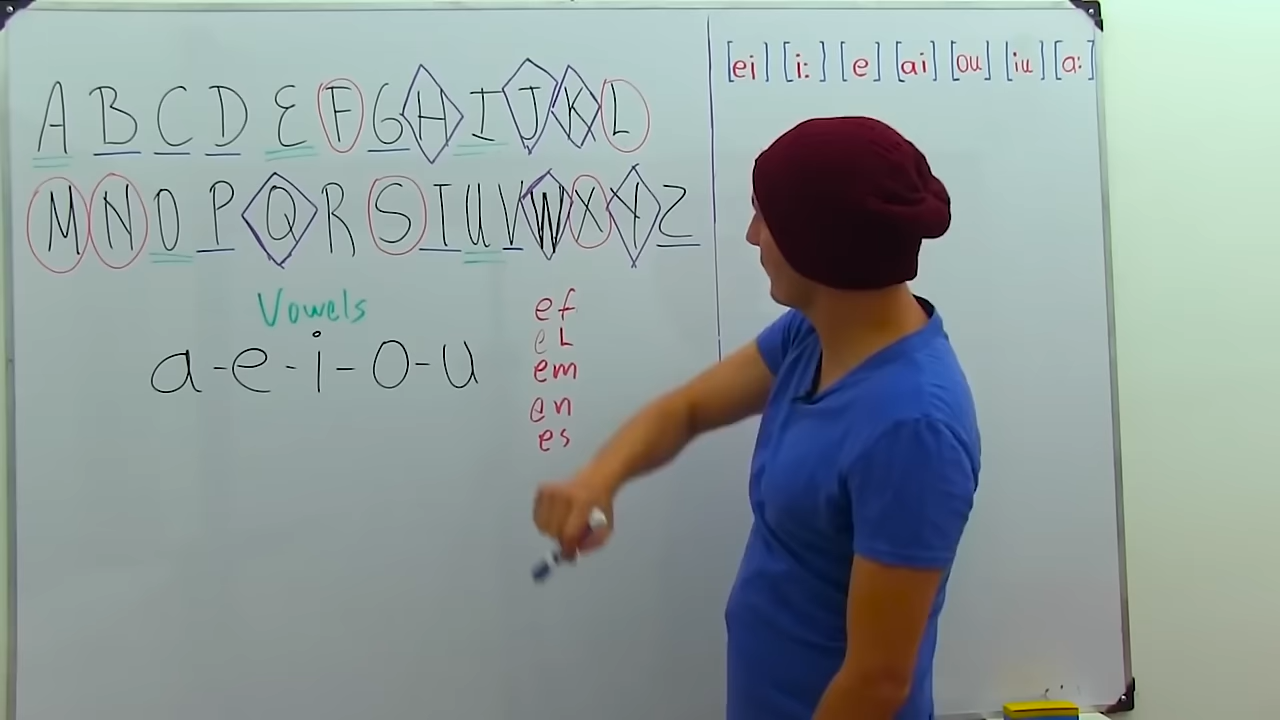 A B C D E F G H I J K L
M N O P Q R S T U V W X Y Z
Vowels
a-e-i-o-u
ef
eL
em
en
es
[ei] [i:] [e] [ai] [ou] [iu] [a:]